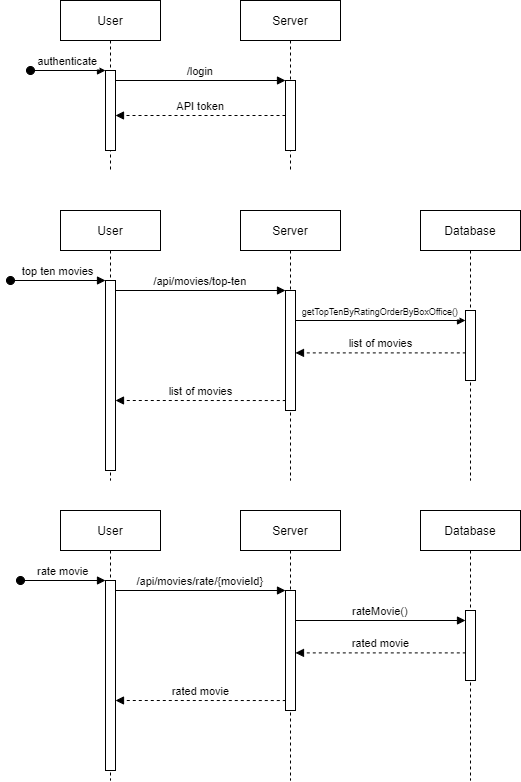 User
Server
authenticate
/login
API token
User
Server
Database
top ten movies
/api/movies/top-ten
getTopTenByRatingOrderByBoxOffice()
list of movies
list of movies
User
Server
Database
rate movie
/api/movies/rate/{movieId}
rateMovie()
rated movie
rated movie